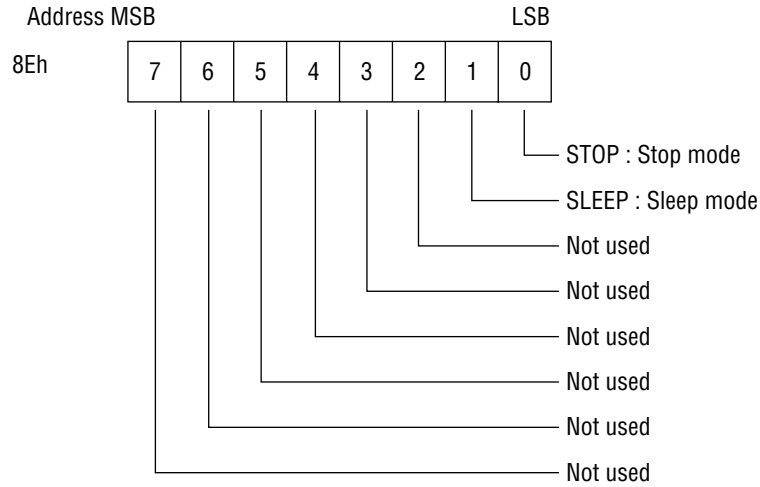 Address MSB LSB
8Eh 7 6 5 4 3 2 1 0
STOP : Stop mode
SLEEP : Sleep mode
Not used
Not used
Not used
Not used
Not used
Not used